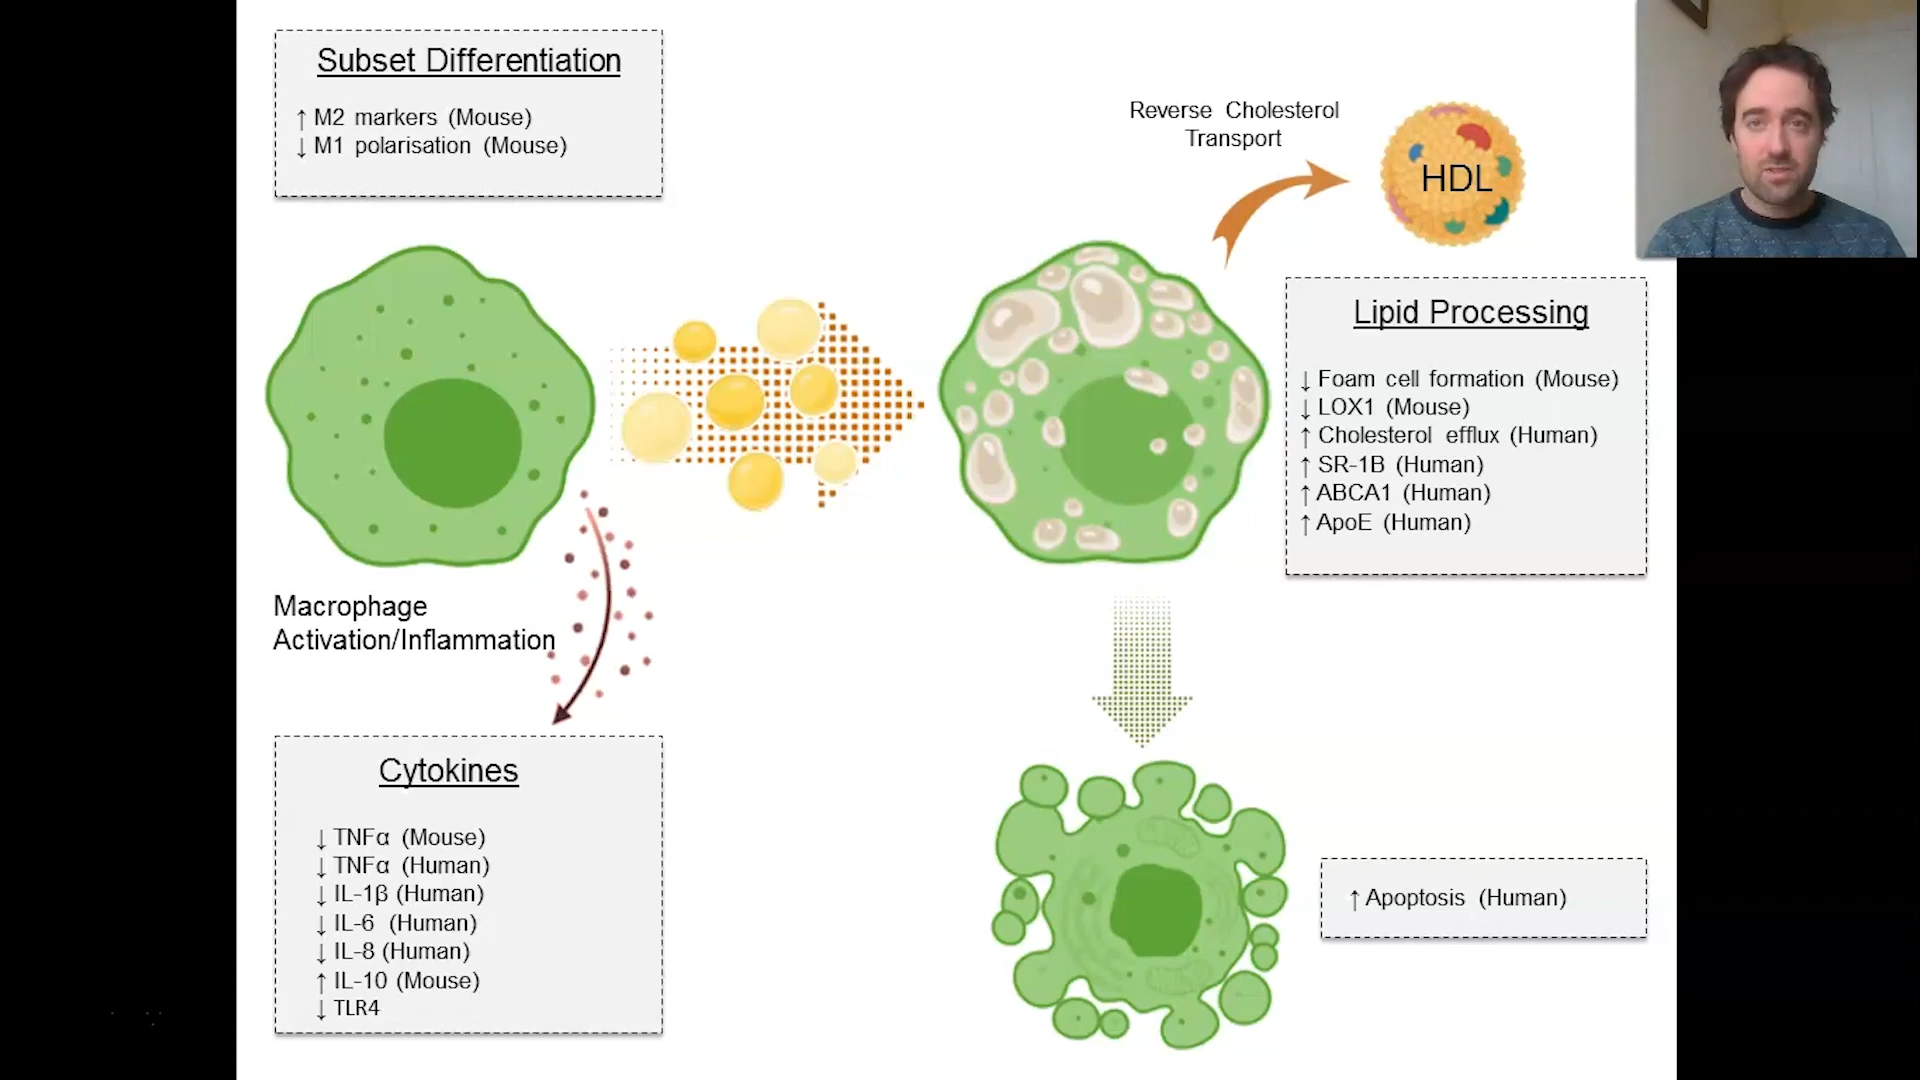 Subset Differentiation
↑ M2 markers (Mouse)
↓ M1 polarisation (Mouse)
Reverse Cholesterol
Transport
HDL
Lipid Processing
↓ Foam cell formation (Mouse)
↓ LOX1 (Mouse)
↑ Cholesterol efflux (Human)
↑ SR-1B (Human)
↑ ABCA1 (Human)
↑ ApoE (Human)
Macrophage
Activation/Inflammation
Cytokines
↓ TNFα (Mouse)
↓ TNFα (Human)
↓ IL-1β (Human)
↓ IL-6 (Human)
↓ IL-8 (Human)
↑ IL-10 (Mouse)
↓ TLR4
↑ Apoptosis (Human)